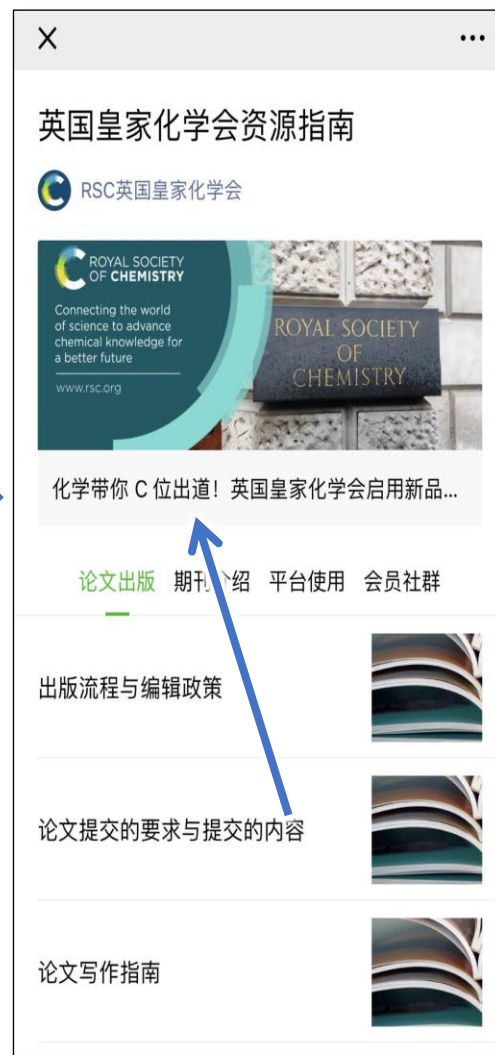 英国皇家化学会资源指南
RSC英国皇家化学会
ROYAL SOCIETY
OF CHEMISTRY
Connecting the world
of science to advance
chemical knowledge for
a better future
www.rsc.org
ROYAL SOCIETY
OF
CHEMISTRY
化学带你 C 位出道！英国皇家化学会启用新品...
论文出版 期刊介绍 平台使用 会员社群
出版流程与编辑政策
论文提交的要求与提交的内容
论文写作指南